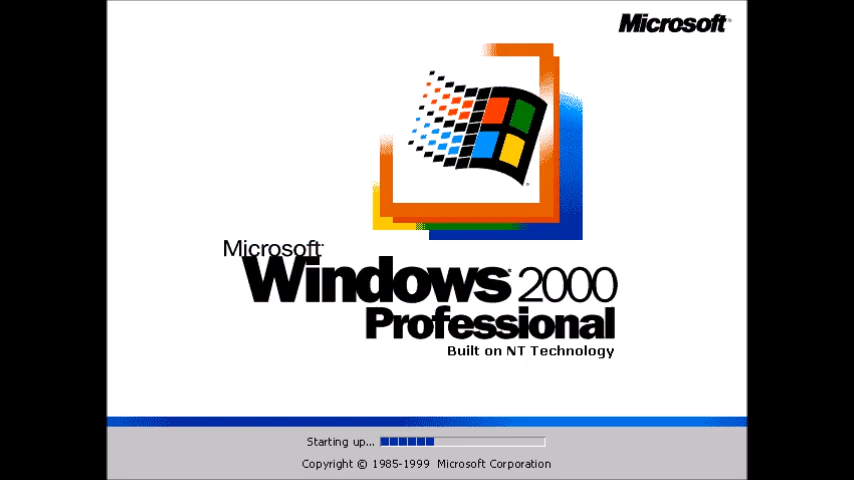 Microsoft
Microsoft
Windows 2000
Professional
Built on NT Technology
Starting up...
Copyright © 1985-1999 Microsoft Corporation